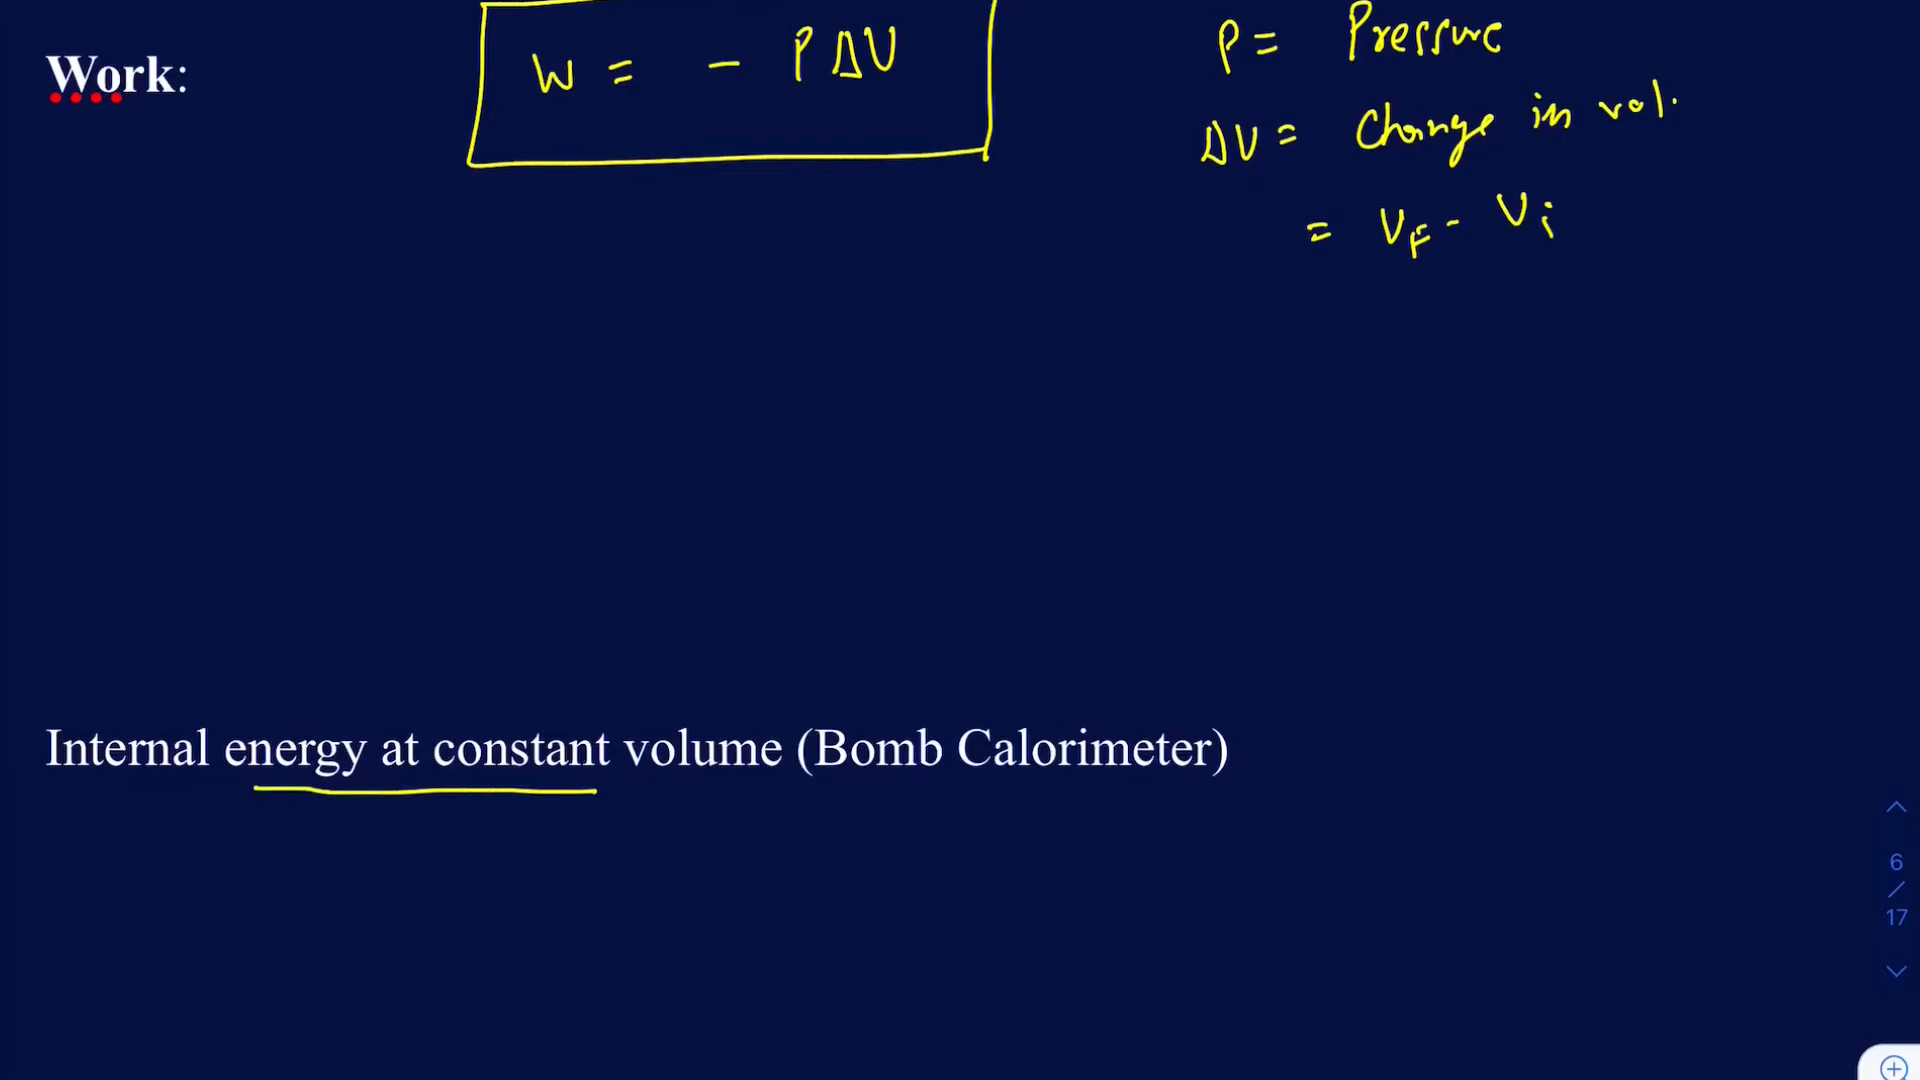 Work:
W = - PΔV
P = Pressure
ΔV = Change in vol.
= VF - Vi
Internal energy at constant volume (Bomb Calorimeter)
6
/
17